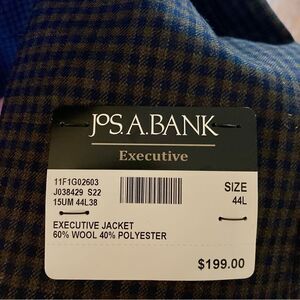 JOS. A. BANK
Executive
11F1G02603
J038429 S22
15UM 44L38
SIZE
44L
EXECUTIVE JACKET
60% WOOL 40% POLYESTER
$199.00